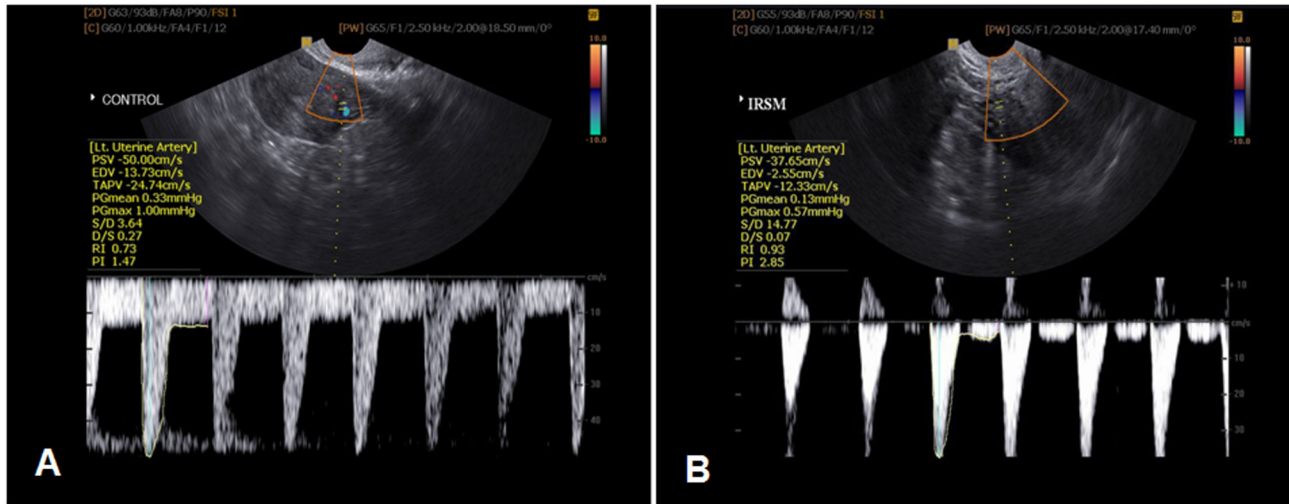 [2D] G63/93dB/FA8/P90/FSI 1
[C] G60/1.00kHz/FA4/F1/12 [PW] G65/F1/2.50 kHz/2.00@18.50 mm/0°
10.0
-10.0
CONTROL
[Lt. Uterine Artery]
PSV -50.00cm/s
EDV -13.73cm/s
TAPV -24.74cm/s
PGmean 0.33mmHg
PGmax 1.00mmHg
S/D 3.64
D/S 0.27
RI 0.73
PI 1.47
cm/s
10
20
30
40
A
[2D] G55/93dB/FA8/P90/FSI 1
[C] G60/1.00kHz/FA4/F1/12 [PW] G65/F1/2.50 kHz/2.00@17.40 mm/0°
10.0
-10.0
IRSM
[Lt. Uterine Artery]
PSV -37.65cm/s
EDV -2.55cm/s
TAPV -12.33cm/s
PGmean 0.13mmHg
PGmax 0.57mmHg
S/D 14.77
D/S 0.07
RI 0.93
PI 2.85
10
cm/s
10
20
30
B